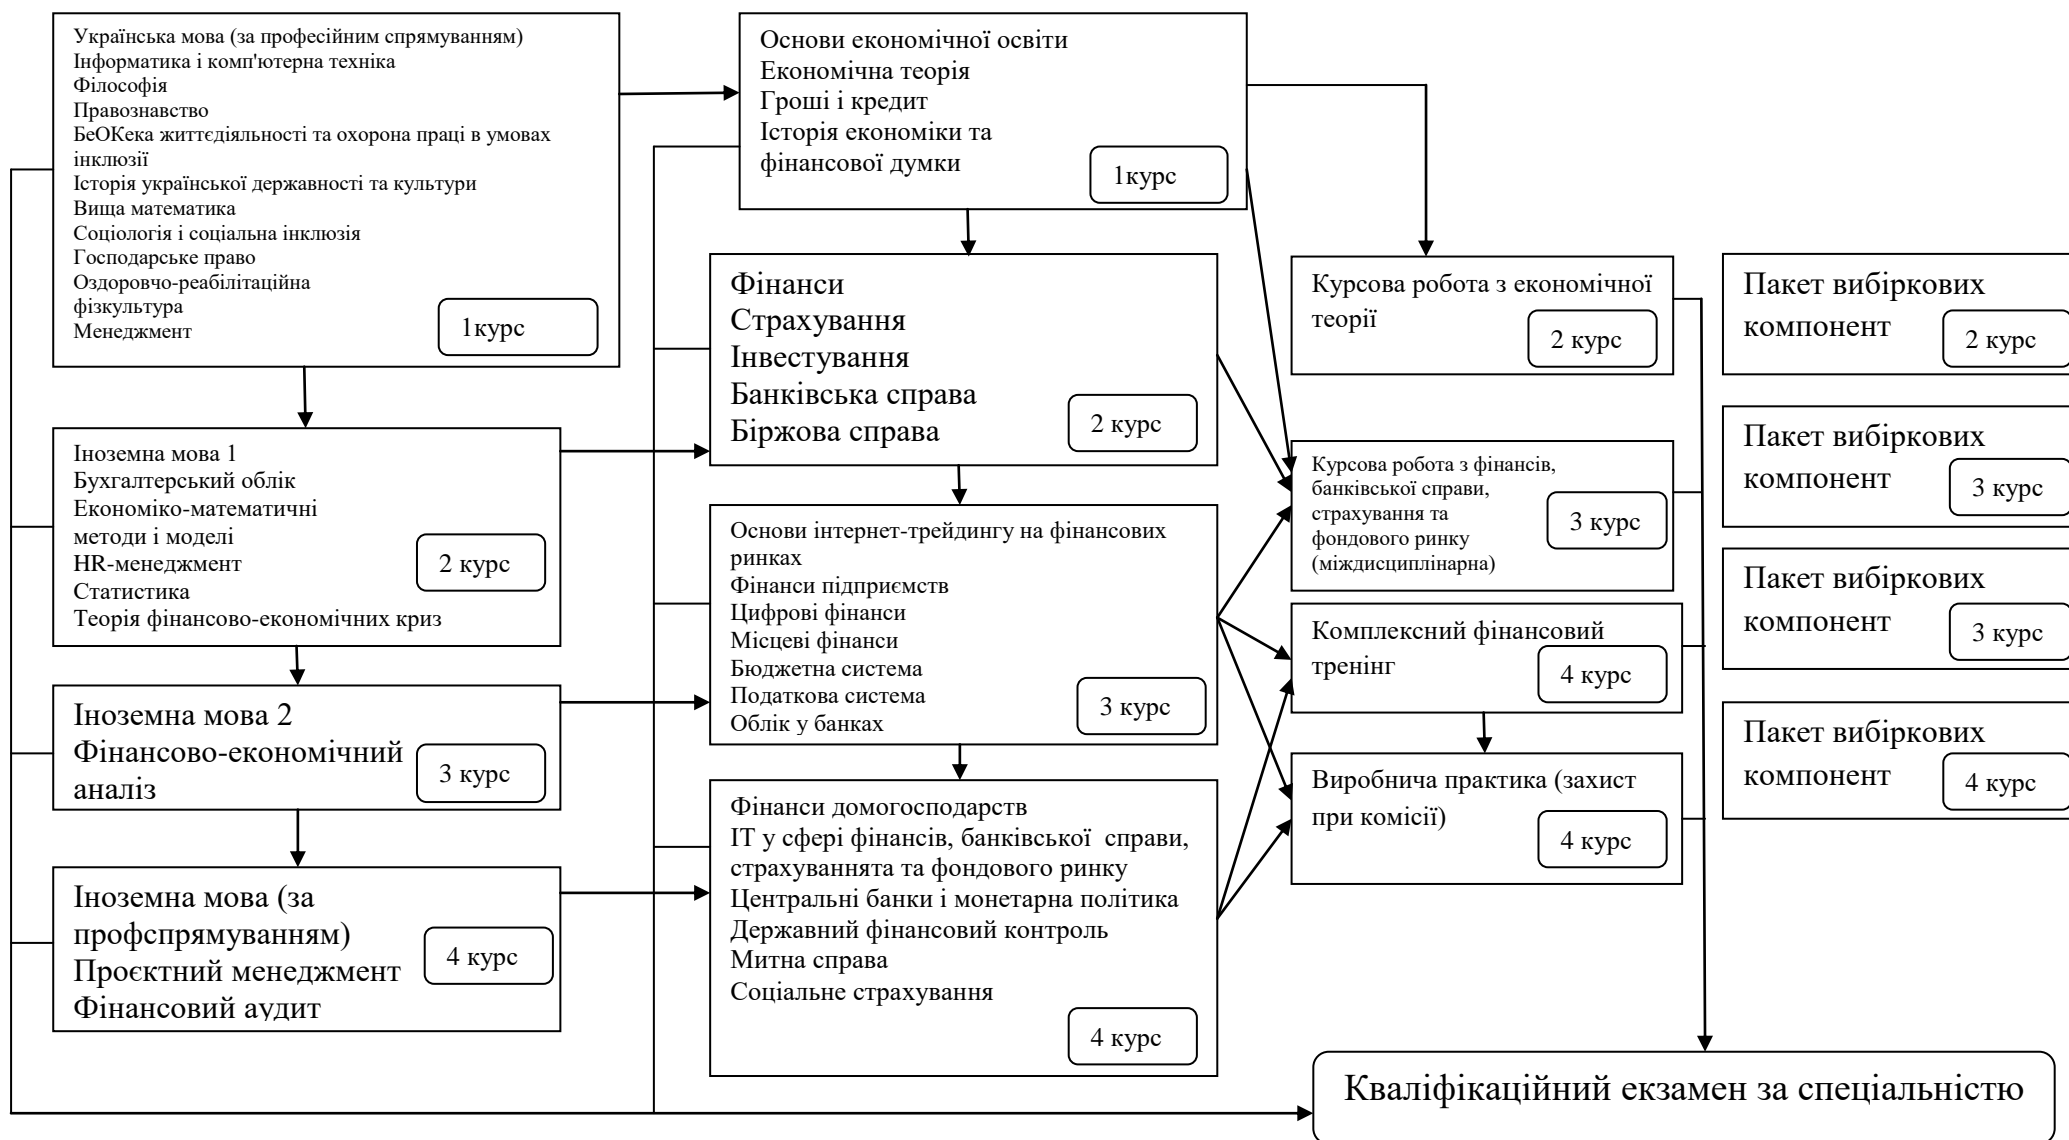 Українська мова (за професійним спрямуванням)
Інформатика і комп'ютерна техніка
Філософія
Правознавство
БеОКека життєдіяльності та охорона праці в умовах
інклюзії
Історія української державності та культури
Вища математика
Соціологія і соціальна інклюзія
Господарське право
Оздоровчо-реабілітаційна
фізкультура
Менеджмент
1курс
Іноземна мова 1
Бухгалтерський облік
Економіко-математичні
методи і моделі
HR-менеджмент
Статистика
Теорія фінансово-економічних криз
2 курс
Іноземна мова 2
Фінансово-економічний
аналіз
3 курс
Іноземна мова (за
профспрямуванням)
Проєктний менеджмент
Фінансовий аудит
4 курс
Основи економічної освіти
Економічна теорія
Гроші і кредит
Історія економіки та
фінансової думки
1курс
Фінанси
Страхування
Інвестування
Банківська справа
Біржова справа
2 курс
Основи інтернет-трейдингу на фінансових
ринках
Фінанси підприємств
Цифрові фінанси
Місцеві фінанси
Бюджетна система
Податкова система
Облік у банках
3 курс
Фінанси домогосподарств
ІТ у сфері фінансів, банківської справи,
страхуваннята та фондового ринку
Центральні банки і монетарна політика
Державний фінансовий контроль
Митна справа
Соціальне страхування
4 курс
Курсова робота з економічної
теорії
2 курс
Курсова робота з фінансів,
банківської справи,
страхування та
фондового ринку
(міждисциплінарна)
3 курс
Комплексний фінансовий
тренінг
4 курс
Виробнича практика (захист
при комісії)
4 курс
Пакет вибіркових
компонент
2 курс
Пакет вибіркових
компонент
3 курс
Пакет вибіркових
компонент
3 курс
Пакет вибіркових
компонент
4 курс
Кваліфікаційний екзамен за спеціальністю